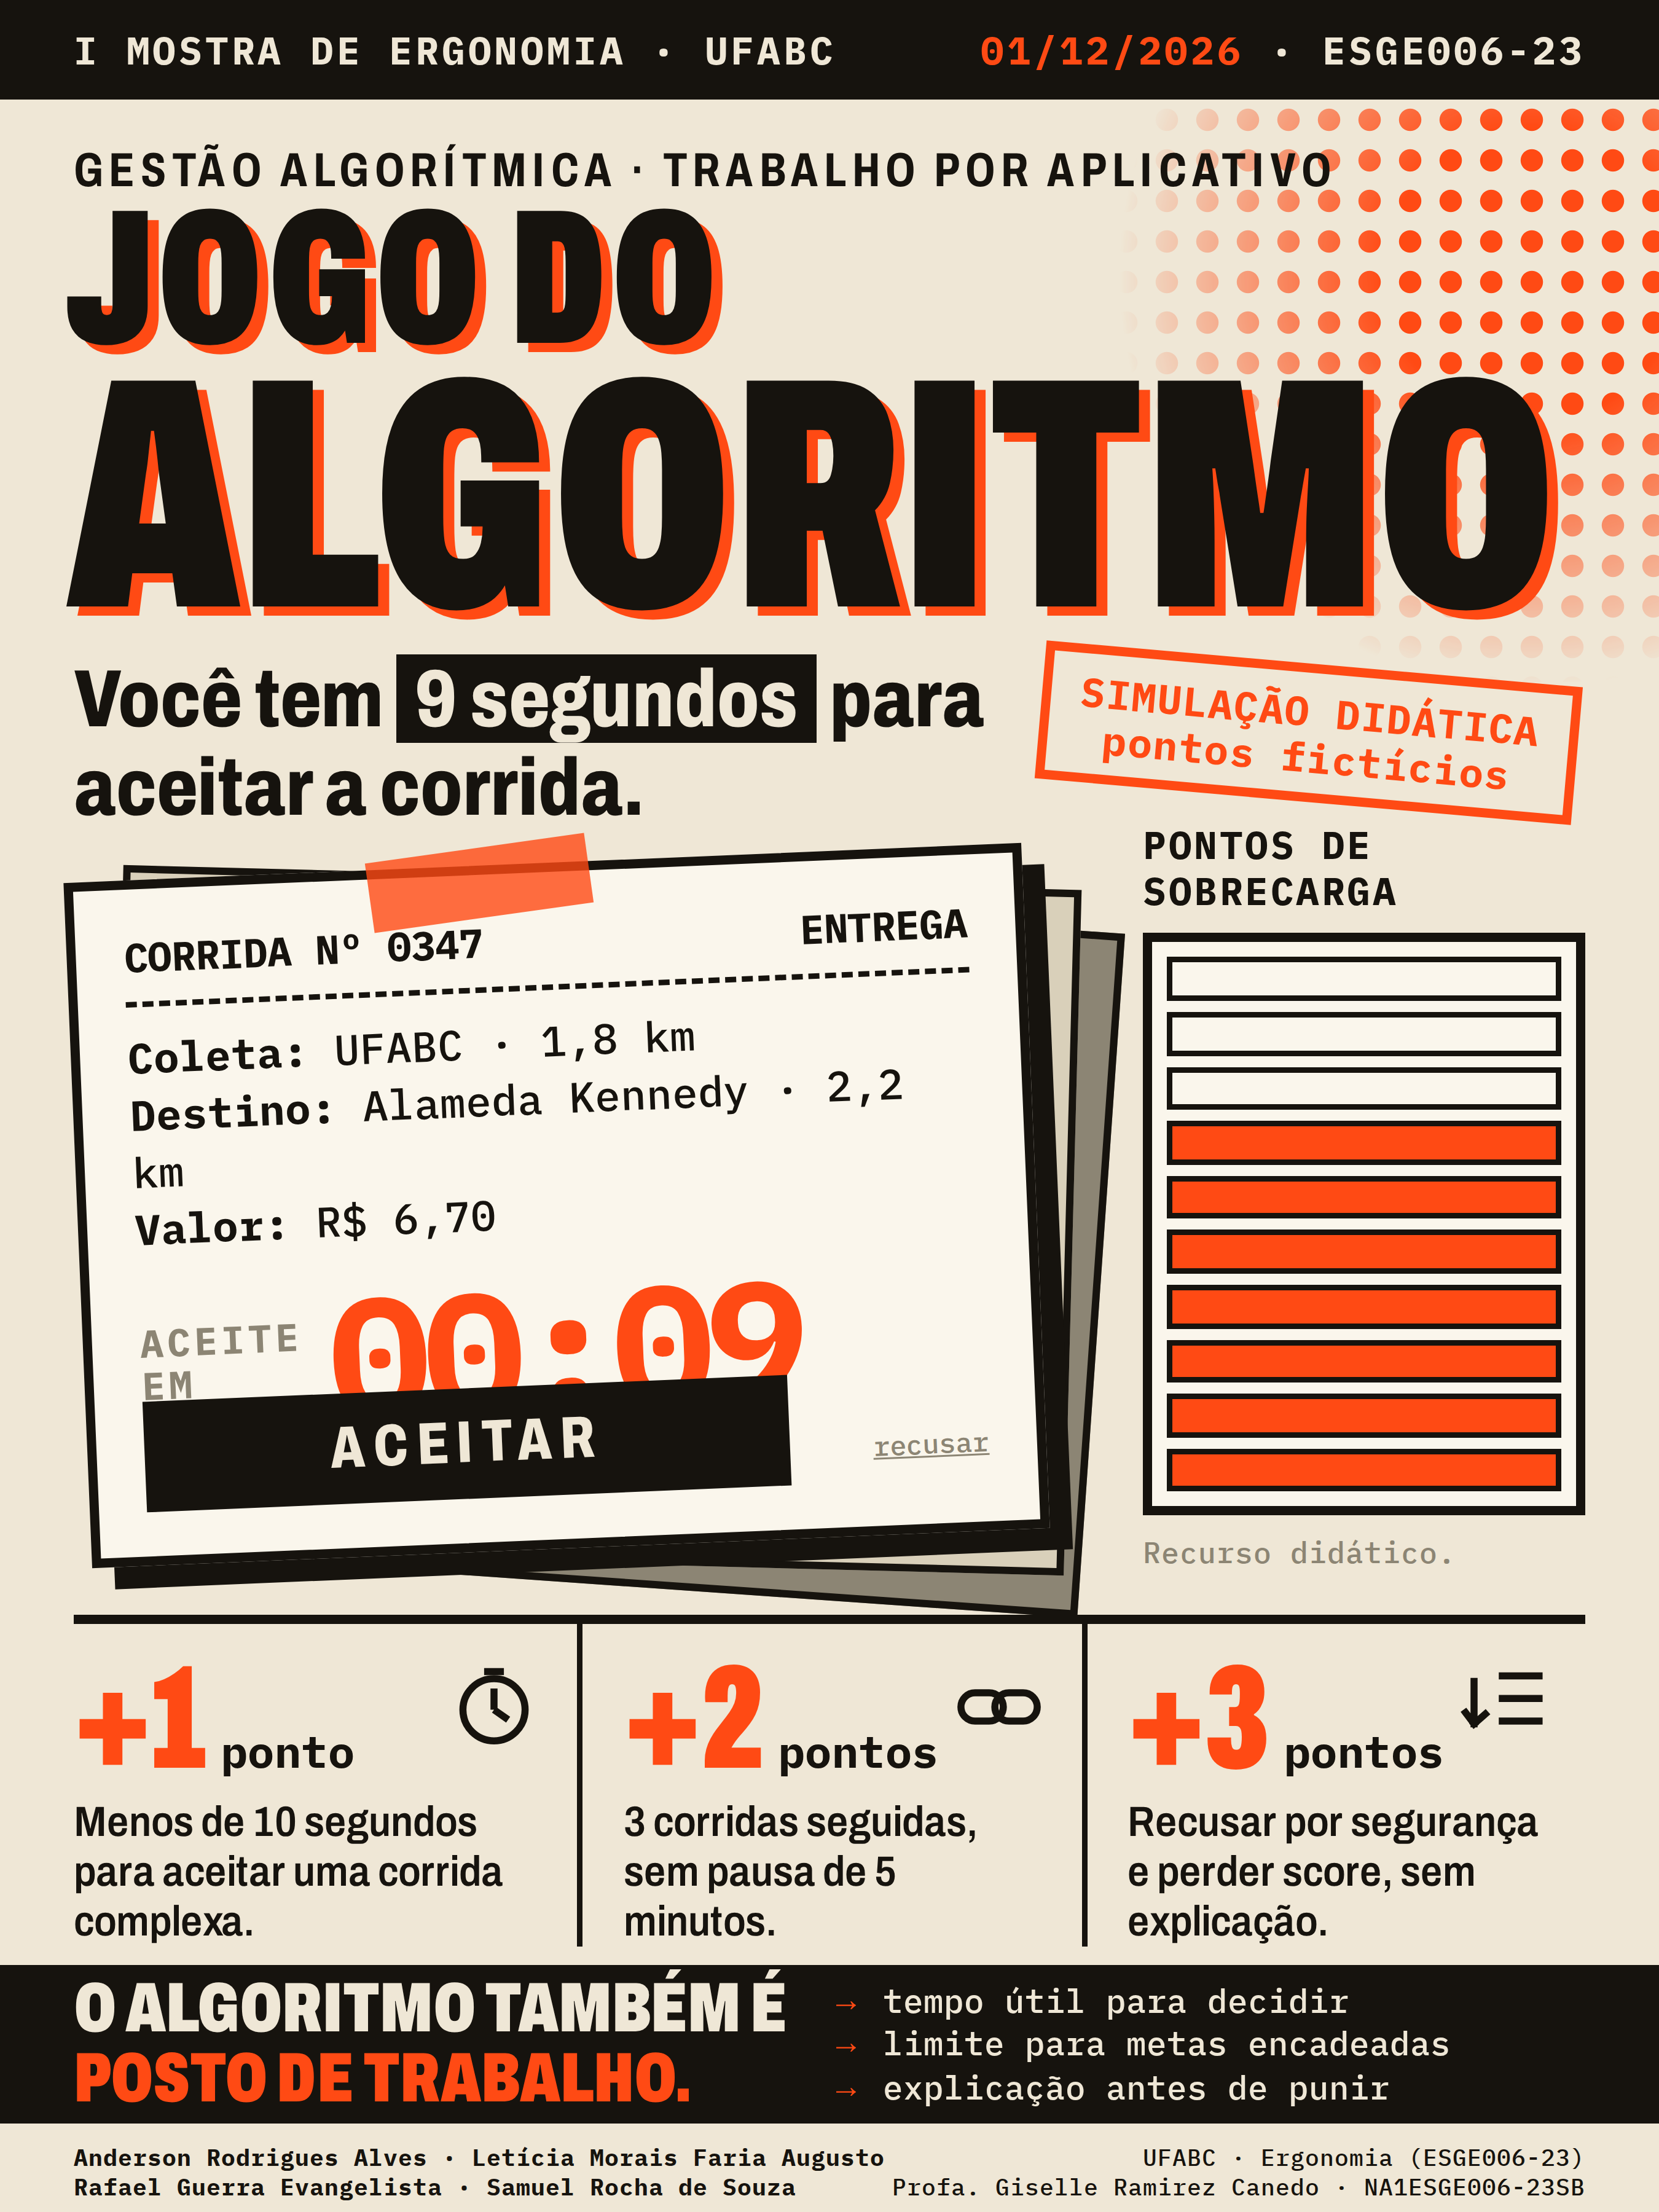 I MOSTRA DE ERGONOMIA · UFABC
01/12/2026 · ESGE006-23
GESTÃO ALGORÍTMICA · TRABALHO POR APLICATIVO
JOGO DO
ALGORITMO
Você tem 9 segundos para
aceitar a corrida.
SIMULAÇÃO DIDÁTICA
pontos fictícios
CORRIDA Nº 0347
ENTREGA
Coleta: UFABC · 1,8 km
Destino: Alameda Kennedy · 2,2
km
Valor: R$ 6,70
ACEITE
EM
00:09
ACEITAR
recusar
PONTOS DE
SOBRECARGA
Recurso didático.
+1 ponto
Menos de 10 segundos
para aceitar uma corrida
complexa.
+2 pontos
3 corridas seguidas,
sem pausa de 5
minutos.
+3 pontos
Recusar por segurança
e perder score, sem
explicação.
O ALGORITMO TAMBÉM É
POSTO DE TRABALHO.
→ tempo útil para decidir
→ limite para metas encadeadas
→ explicação antes de punir
Anderson Rodrigues Alves · Letícia Morais Faria Augusto
Rafael Guerra Evangelista · Samuel Rocha de Souza
UFABC · Ergonomia (ESGE006-23)
Profa. Giselle Ramirez Canedo · NA1ESGE006-23SB